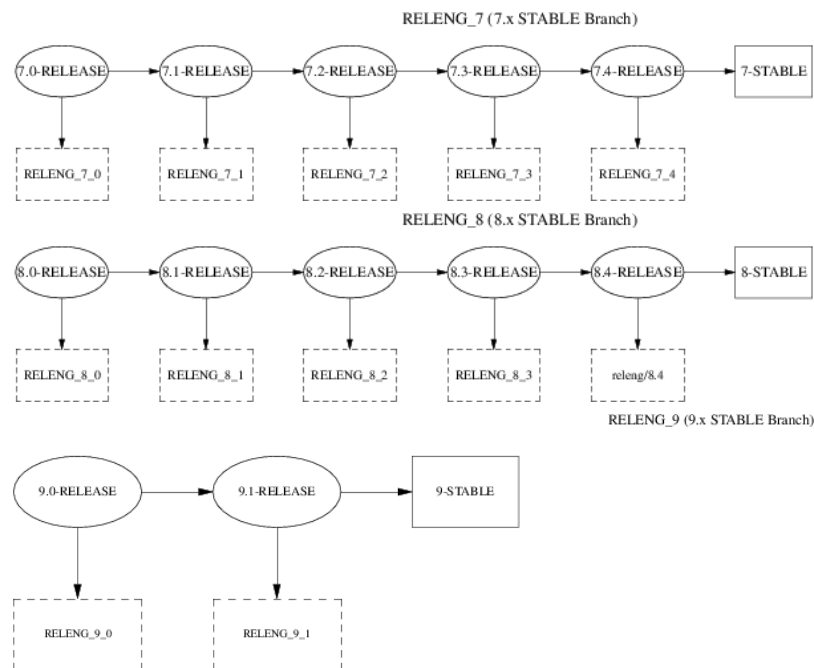 RELENG_7 (7.x STABLE Branch)
7.0-RELEASE 7.1-RELEASE 7.2-RELEASE 7.3-RELEASE 7.4-RELEASE 7-STABLE
RELENG_7_0 RELENG_7_1 RELENG_7_2 RELENG_7_3 RELENG_7_4
RELENG_8 (8.x STABLE Branch)
8.0-RELEASE 8.1-RELEASE 8.2-RELEASE 8.3-RELEASE 8.4-RELEASE 8-STABLE
RELENG_8_0 RELENG_8_1 RELENG_8_2 RELENG_8_3 releng/8.4
RELENG_9 (9.x STABLE Branch)
9.0-RELEASE 9.1-RELEASE 9-STABLE
RELENG_9_0 RELENG_9_1